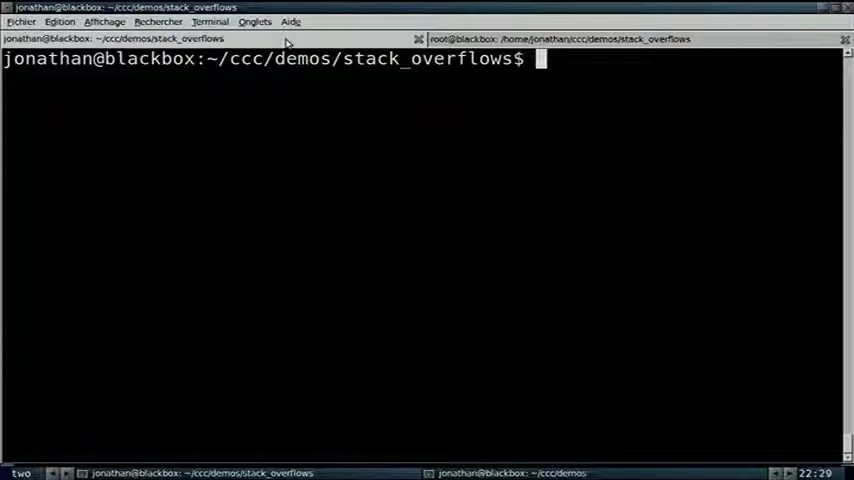 jonathan@blackbox: ~/ccc/demos/stack_overflows
Fichier Edition Affichage Rechercher Terminal Onglets Aide
jonathan@blackbox: ~/ccc/demos/stack_overflows root@blackbox: /home/jonathan/ccc/demos/stack_overflows
jonathan@blackbox:~/ccc/demos/stack_overflows$
two jonathan@blackbox: ~/ccc/demos/stack_overflows jonathan@blackbox: ~/ccc/demos 22:29